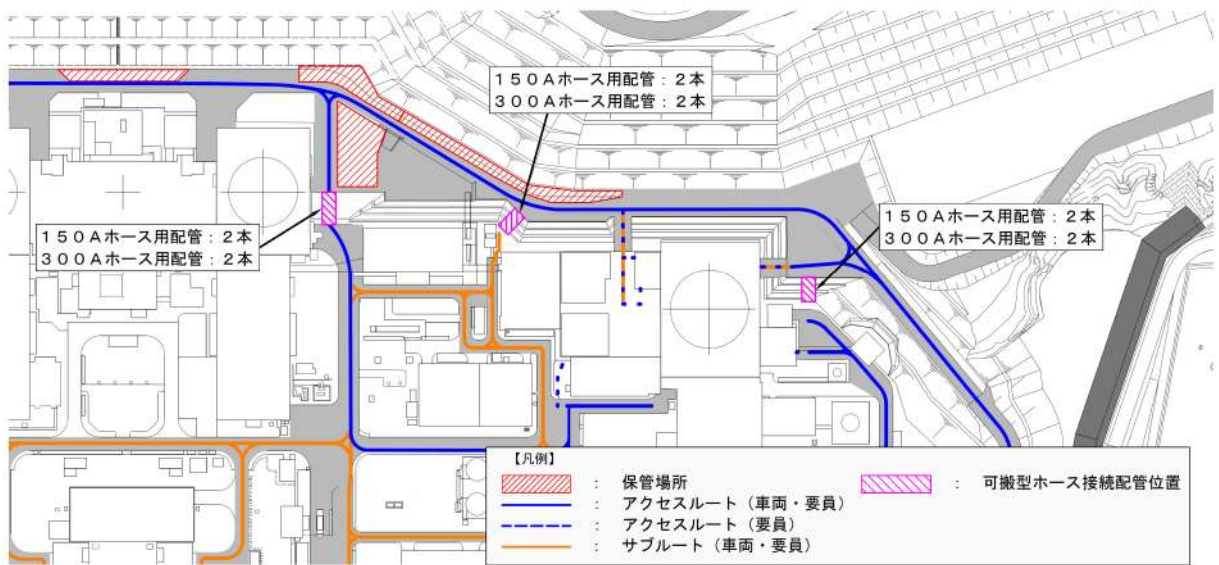 150Aホース用配管：2本
300Aホース用配管：2本
150Aホース用配管：2本
300Aホース用配管：2本
150Aホース用配管：2本
300Aホース用配管：2本
【凡例】
： 保管場所
： アクセスルート（車両・要員）
： アクセスルート（要員）
： サブルート（車両・要員）
： 可搬型ホース接続配管位置